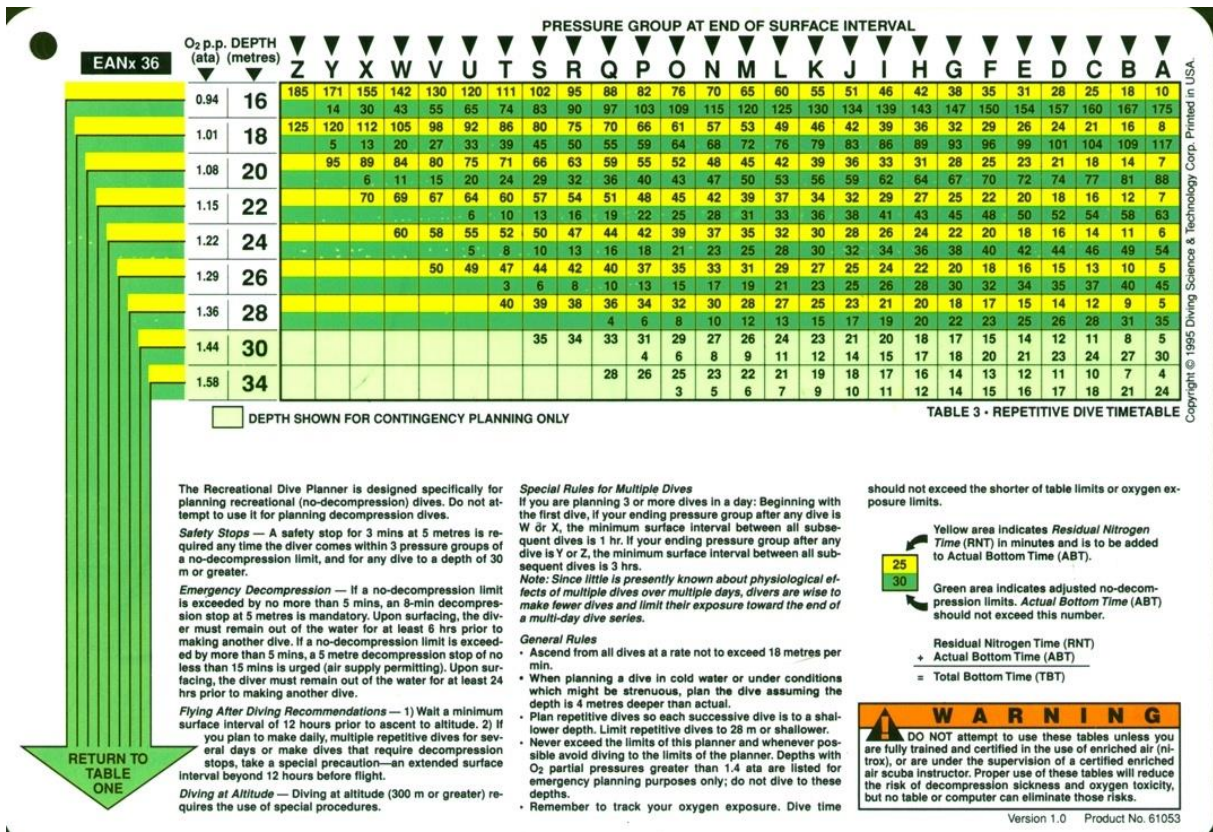 PRESSURE GROUP AT END OF SURFACE INTERVAL
EANx 36
O2 p.p. DEPTH
(ata) (metres)
Z Y X W V U T S R Q P O N M L K J I H G F E D C B A
185 171 155 142 130 120 111 102 95 88 82 76 70 65 60 55 51 46 42 38 35 31 28 25 18 10
0.94 16
14 30 43 55 65 74 83 90 97 103 109 115 120 125 130 134 139 143 147 150 154 157 160 167 175
125 120 112 105 98 92 86 80 75 70 66 61 57 53 49 46 42 39 36 32 29 26 24 21 16 8
1.01 18
5 13 20 27 33 39 45 50 55 59 64 68 72 76 79 83 86 89 93 96 99 101 104 109 117
95 89 84 80 75 71 66 63 59 55 52 48 45 42 39 36 33 31 28 25 23 21 18 14 7
1.08 20
6 11 15 20 24 29 32 36 40 43 47 50 53 56 59 62 64 67 70 72 74 77 81 88
70 69 67 64 60 57 54 51 48 45 42 39 37 34 32 29 27 25 22 20 18 16 12 7
1.15 22
6 10 13 16 19 22 25 28 31 33 36 38 41 43 45 48 50 52 54 58 63
60 58 55 52 50 47 44 42 39 37 35 32 30 28 26 24 22 20 18 16 14 11 6
1.22 24
5 8 10 13 16 18 21 23 25 28 30 32 34 36 38 40 42 44 46 49 54
50 49 47 44 42 40 37 35 33 31 29 27 25 24 22 20 18 16 15 13 10 5
1.29 26
3 6 8 10 13 15 17 19 21 23 25 26 28 30 32 34 35 37 40 45
40 39 38 36 34 32 30 28 27 25 23 21 20 18 17 15 14 12 9 5
1.36 28
4 6 8 10 12 13 15 17 19 20 22 23 25 26 28 31 35
35 34 33 31 29 27 26 24 23 21 20 18 17 15 14 12 11 8 5
1.44 30
4 6 8 9 11 12 14 15 17 18 20 21 23 24 27 30
28 26 25 23 22 21 19 18 17 16 14 13 12 11 10 7 4
1.58 34
3 5 6 7 9 10 11 12 14 15 16 17 18 21 24
DEPTH SHOWN FOR CONTINGENCY PLANNING ONLY
TABLE 3 • REPETITIVE DIVE TIMETABLE
Copyright © 1995 Diving Science & Technology Corp. Printed in USA.
RETURN TO
TABLE
ONE
The Recreational Dive Planner is designed specifically for
planning recreational (no-decompression) dives. Do not at-
tempt to use it for planning decompression dives.
Safety Stops — A safety stop for 3 mins at 5 metres is re-
quired any time the diver comes within 3 pressure groups of
a no-decompression limit, and for any dive to a depth of 30
m or greater.
Emergency Decompression — If a no-decompression limit
is exceeded by no more than 5 mins, an 8-min decompres-
sion stop at 5 metres is mandatory. Upon surfacing, the div-
er must remain out of the water for at least 6 hrs prior to
making another dive. If a no-decompression limit is exceed-
ed by more than 5 mins, a 5 metre decompression stop of no
less than 15 mins is urged (air supply permitting). Upon sur-
facing, the diver must remain out of the water for at least 24
hrs prior to making another dive.
Flying After Diving Recommendations — 1) Wait a minimum
surface interval of 12 hours prior to ascent to altitude. 2) If
you plan to make daily, multiple repetitive dives for sev-
eral days or make dives that require decompression
stops, take a special precaution—an extended surface
interval beyond 12 hours before flight.
Diving at Altitude — Diving at altitude (300 m or greater) re-
quires the use of special procedures.
Special Rules for Multiple Dives
If you are planning 3 or more dives in a day: Beginning with
the first dive, if your ending pressure group after any dive is
W or X, the minimum surface interval between all subse-
quent dives is 1 hr. If your ending pressure group after any
dive is Y or Z, the minimum surface interval between all sub-
sequent dives is 3 hrs.
Note: Since little is presently known about physiological ef-
fects of multiple dives over multiple days, divers are wise to
make fewer dives and limit their exposure toward the end of
a multi-day dive series.
General Rules
• Ascend from all dives at a rate not to exceed 18 metres per
min.
• When planning a dive in cold water or under conditions
which might be strenuous, plan the dive assuming the
depth is 4 metres deeper than actual.
• Plan repetitive dives so each successive dive is to a shal-
lower depth. Limit repetitive dives to 28 m or shallower.
• Never exceed the limits of this planner and whenever pos-
sible avoid diving to the limits of the planner. Depths with
O2 partial pressures greater than 1.4 ata are listed for
emergency planning purposes only; do not dive to these
depths.
• Remember to track your oxygen exposure. Dive time
should not exceed the shorter of table limits or oxygen ex-
posure limits.
Yellow area indicates Residual Nitrogen
Time (RNT) in minutes and is to be added
to Actual Bottom Time (ABT).
25
30
Green area indicates adjusted no-decom-
pression limits. Actual Bottom Time (ABT)
should not exceed this number.
Residual Nitrogen Time (RNT)
+ Actual Bottom Time (ABT)
= Total Bottom Time (TBT)
WARNING
DO NOT attempt to use these tables unless you
are fully trained and certified in the use of enriched air (ni-
trox), or are under the supervision of a certified enriched
air scuba instructor. Proper use of these tables will reduce
the risk of decompression sickness and oxygen toxicity,
but no table or computer can eliminate those risks.
Version 1.0 Product No. 61053